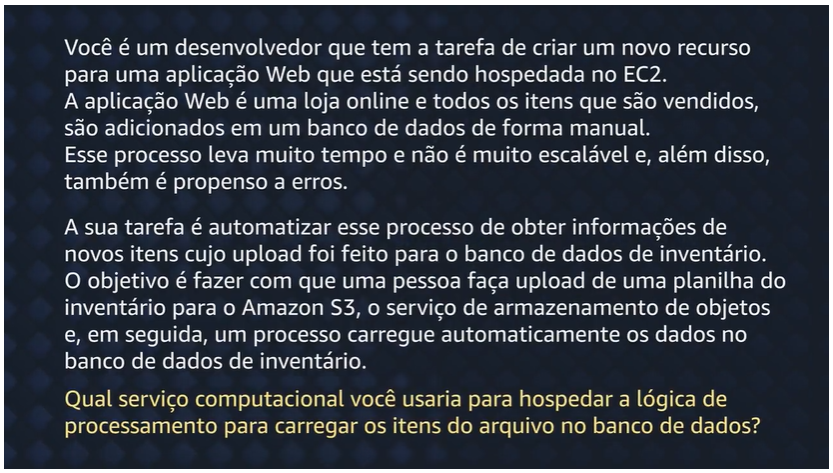 Você é um desenvolvedor que tem a tarefa de criar um novo recurso
para uma aplicação Web que está sendo hospedada no EC2.
A aplicação Web é uma loja online e todos os itens que são vendidos,
são adicionados em um banco de dados de forma manual.
Esse processo leva muito tempo e não é muito escalável e, além disso,
também é propenso a erros.
A sua tarefa é automatizar esse processo de obter informações de
novos itens cujo upload foi feito para o banco de dados de inventário.
O objetivo é fazer com que uma pessoa faça upload de uma planilha do
inventário para o Amazon S3, o serviço de armazenamento de objetos
e, em seguida, um processo carregue automaticamente os dados no
banco de dados de inventário.
Qual serviço computacional você usaria para hospedar a lógica de
processamento para carregar os itens do arquivo no banco de dados?